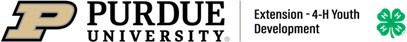 P PURDUE
UNIVERSITY®
Extension - 4-H Youth
Development
H H H H